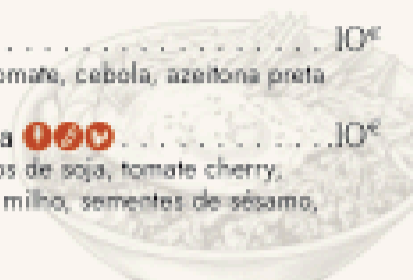 . . . . . . . . . . . . . . . . . . . . . . . 10€
omate, cebola, azeitona preta
a . . . . . . . . . . . . . . . 10€
os de soja, tomate cherry,
milho, sementes de sésamo,